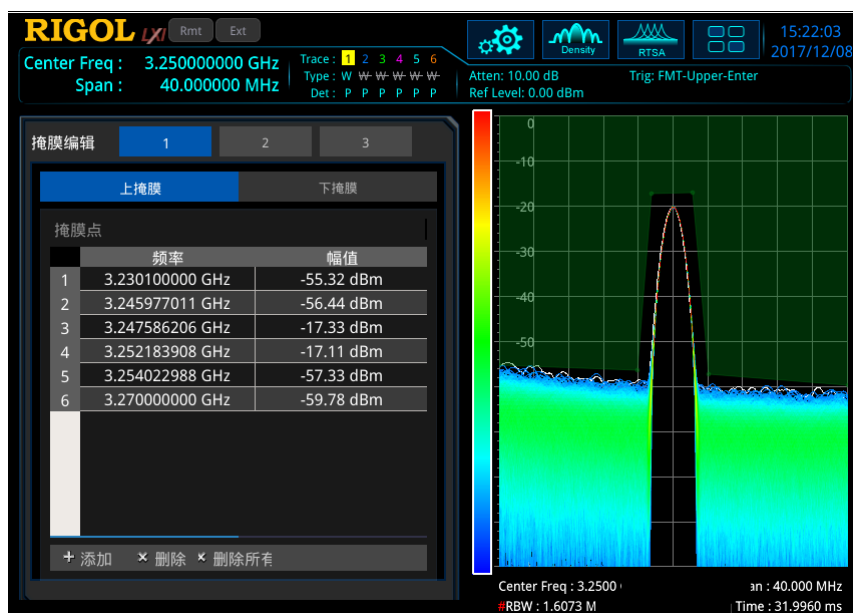 RIGOL LXI Rmt Ext
Center Freq : 3.250000000 GHz
Span : 40.000000 MHz
Trace : 1 2 3 4 5 6
Type : W W W W W W
Det : P P P P P P
Density
RTSA
15:22:03
2017/12/08
Atten: 10.00 dB
Trig: FMT-Upper-Enter
Ref Level: 0.00 dBm
掩膜编辑 1 2 3
上掩膜 下掩膜
掩膜点
频率 幅值
1 3.230100000 GHz -55.32 dBm
2 3.245977011 GHz -56.44 dBm
3 3.247586206 GHz -17.33 dBm
4 3.252183908 GHz -17.11 dBm
5 3.254022988 GHz -57.33 dBm
6 3.270000000 GHz -59.78 dBm
+ 添加 × 删除 × 删除所有
0
-10
-20
-30
-40
-50
Center Freq : 3.2500 an : 40.000 MHz
#RBW : 1.6073 M Time : 31.9960 ms